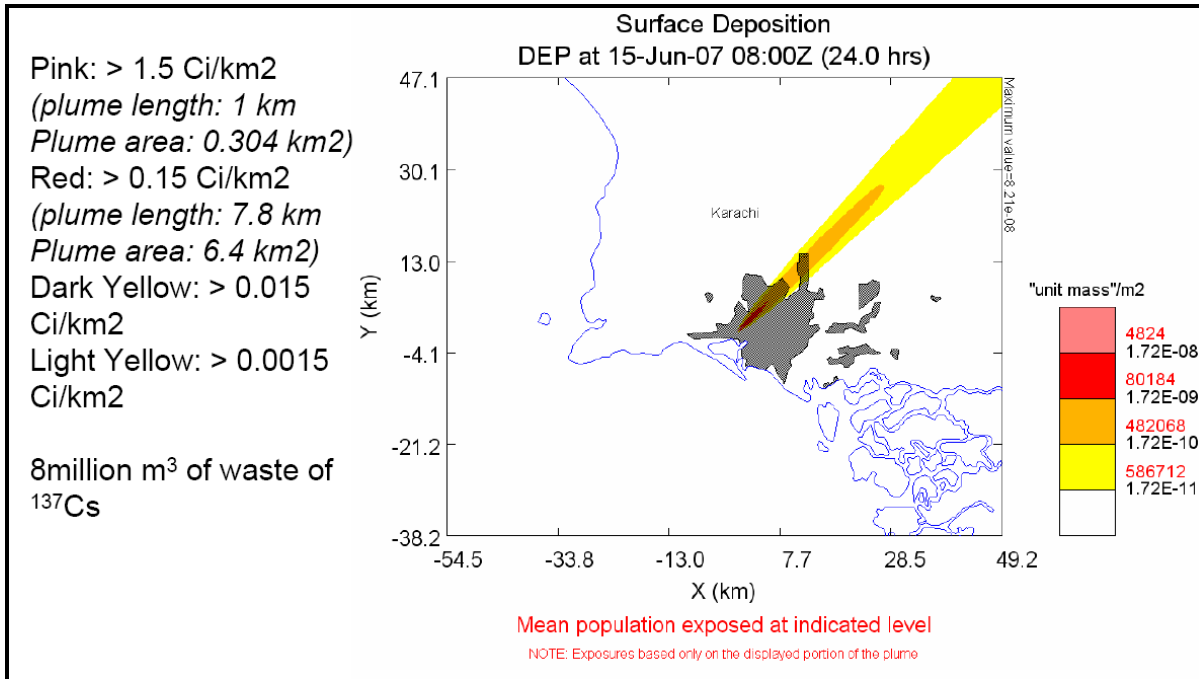 Pink: > 1.5 Ci/km2
(plume length: 1 km
Plume area: 0.304 km2)
Red: > 0.15 Ci/km2
(plume length: 7.8 km
Plume area: 6.4 km2)
Dark Yellow: > 0.015
Ci/km2
Light Yellow: > 0.0015
Ci/km2
8million m³ of waste of
¹³⁷Cs
Surface Deposition
DEP at 15-Jun-07 08:00Z (24.0 hrs)
47.1
30.1
13.0
-4.1
-21.2
-38.2
Y (km)
Karachi
Maximum value=8.21e-08
-54.5
-33.8
-13.0
7.7
28.5
49.2
X (km)
"unit mass"/m2
4824
1.72E-08
80184
1.72E-09
482068
1.72E-10
586712
1.72E-11
Mean population exposed at indicated level
NOTE: Exposures based only on the displayed portion of the plume